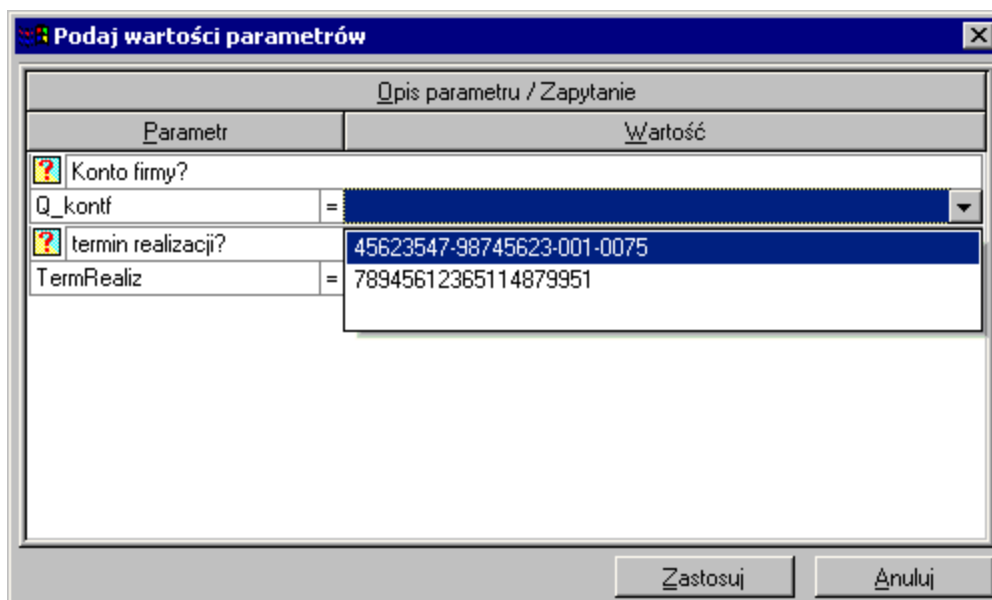 Podaj wartości parametrów
Opis parametru / Zapytanie
Parametr Wartość
? Konto firmy?
Q_kontf =
? termin realizacji?
45623547-98745623-001-0075
TermRealiz =
78945612365114879951
Zastosuj Anuluj